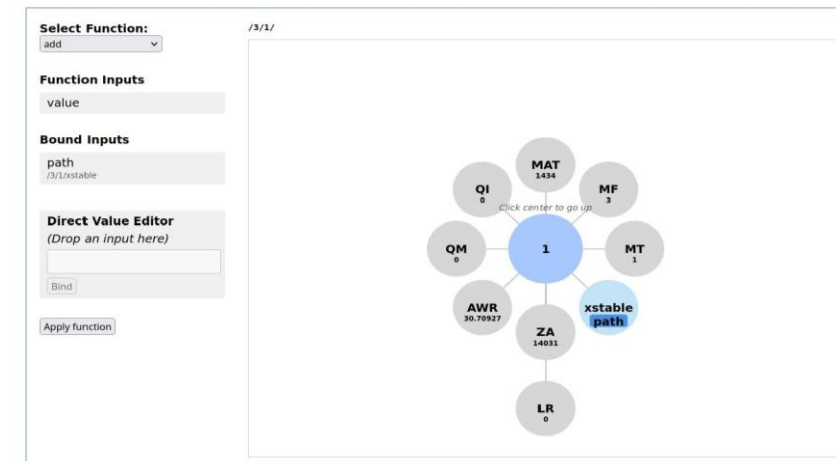 Select Function:
add
Function Inputs
value
Bound Inputs
path
/3/1/xstable
Direct Value Editor
(Drop an input here)
Bind
Apply function
/3/1/
MAT
1434
QI
0
MF
3
Click center to go up
QM
0
1
MT
1
AWR
30.70927
xstable
path
ZA
14031
LR
0